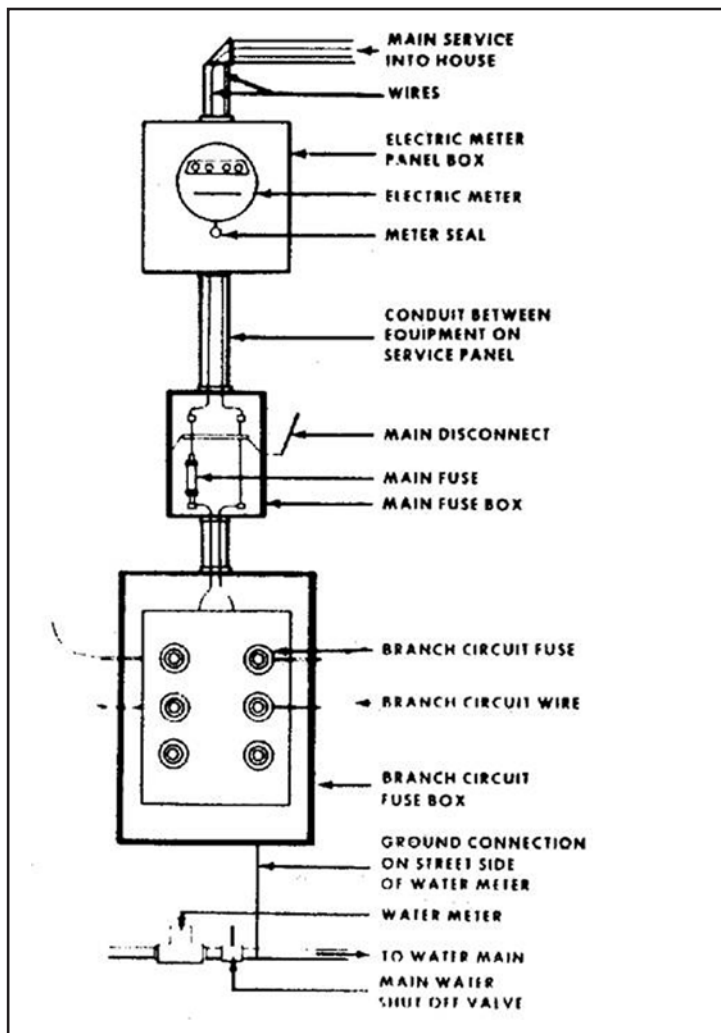 MAIN SERVICE
INTO HOUSE
WIRES
ELECTRIC METER
PANEL BOX
ELECTRIC METER
METER SEAL
CONDUIT BETWEEN
EQUIPMENT ON
SERVICE PANEL
MAIN DISCONNECT
MAIN FUSE
MAIN FUSE BOX
BRANCH CIRCUIT FUSE
BRANCH CIRCUIT WIRE
BRANCH CIRCUIT
FUSE BOX
GROUND CONNECTION
ON STREET SIDE
OF WATER METER
WATER METER
TO WATER MAIN
MAIN WATER
SHUT OFF VALVE